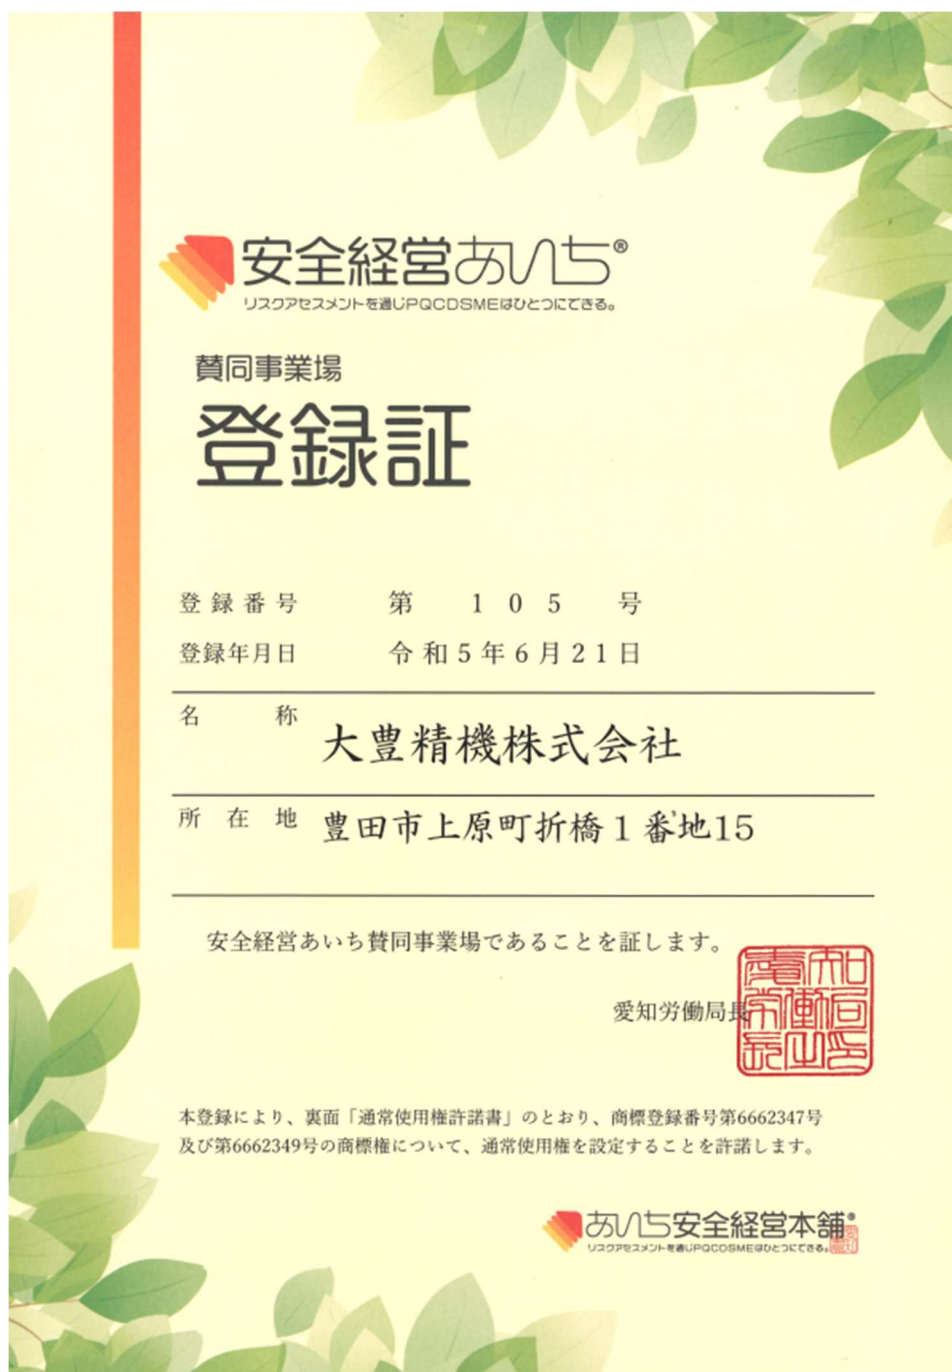 安全経営あいち®
リスクアセスメントを通じPQCDSMEはひとつにできる。
賛同事業場
登録証
登録番号 第 105 号
登録年月日 令和5年6月21日
名称 大豊精機株式会社
所在地 豊田市上原町折橋1番地15
安全経営あいち賛同事業場であることを証します。
愛知労働局長
本登録により、裏面「通常使用権許諾書」のとおり、商標登録番号第6662347号
及び第6662349号の商標権について、通常使用権を設定することを許諾します。
あいち安全経営本舗®
リスクアセスメントを通じPQCDSMEはひとつにできる。